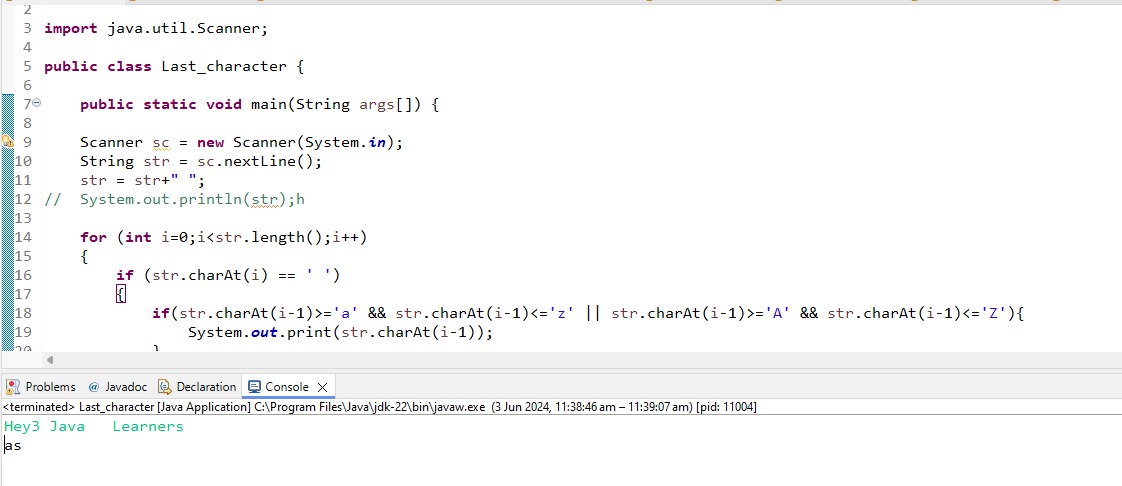 2
3 import java.util.Scanner;
4
5 public class Last_character {
6
7 public static void main(String args[]) {
8
9 Scanner sc = new Scanner(System.in);
10 String str = sc.nextLine();
11 str = str+" ";
12 // System.out.println(str);h
13
14 for (int i=0;i<str.length();i++)
15 {
16 if (str.charAt(i) == ' ')
17 {
18 if(str.charAt(i-1)>='a' && str.charAt(i-1)<='z' || str.charAt(i-1)>='A' && str.charAt(i-1)<='Z'){
19 System.out.print(str.charAt(i-1));
20 }
Problems @ Javadoc Declaration Console
<terminated> Last_character [Java Application] C:\Program Files\Java\jdk-22\bin\javaw.exe (3 Jun 2024, 11:38:46 am – 11:39:07 am) [pid: 11004]
Hey3 Java   Learners
as